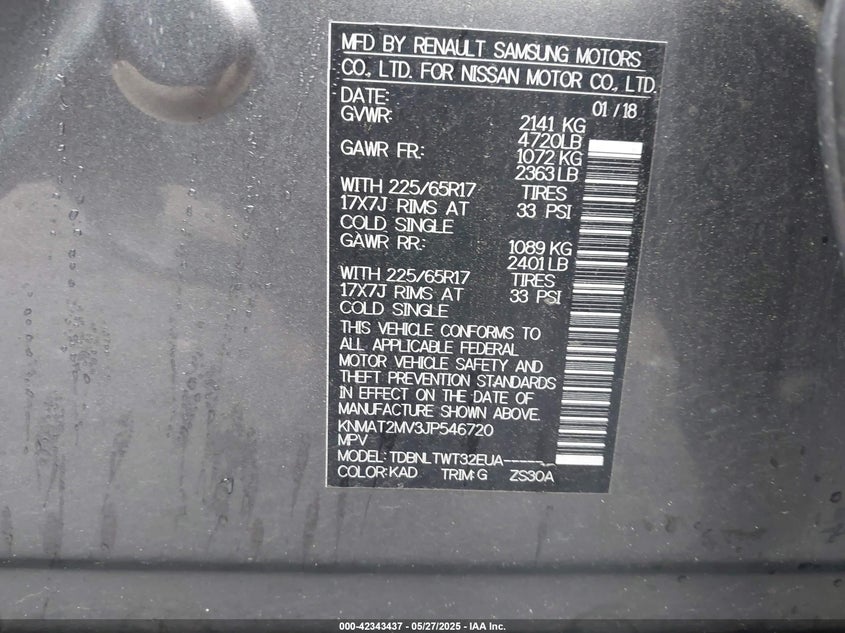 MFD BY RENAULT SAMSUNG MOTORS
CO., LTD. FOR NISSAN MOTOR CO., LTD.
DATE: 01/18
GVWR: 2141 KG
4720LB
GAWR FR: 1072 KG
2363LB
WITH 225/65R17 TIRES
17X7J RIMS AT 33 PSI
COLD SINGLE
GAWR RR: 1089 KG
2401LB
WITH 225/65R17 TIRES
17X7J RIMS AT 33 PSI
COLD SINGLE
THIS VEHICLE CONFORMS TO
ALL APPLICABLE FEDERAL
MOTOR VEHICLE SAFETY AND
THEFT PREVENTION STANDARDS
IN EFFECT ON THE DATE OF
MANUFACTURE SHOWN ABOVE.
KNMAT2MV3JP546720
MPV
MODEL: TDBNLTWT32EUA-----
COLOR: KAD TRIM: G ZS30A
000-42343437 - 05/27/2025 - IAA Inc.